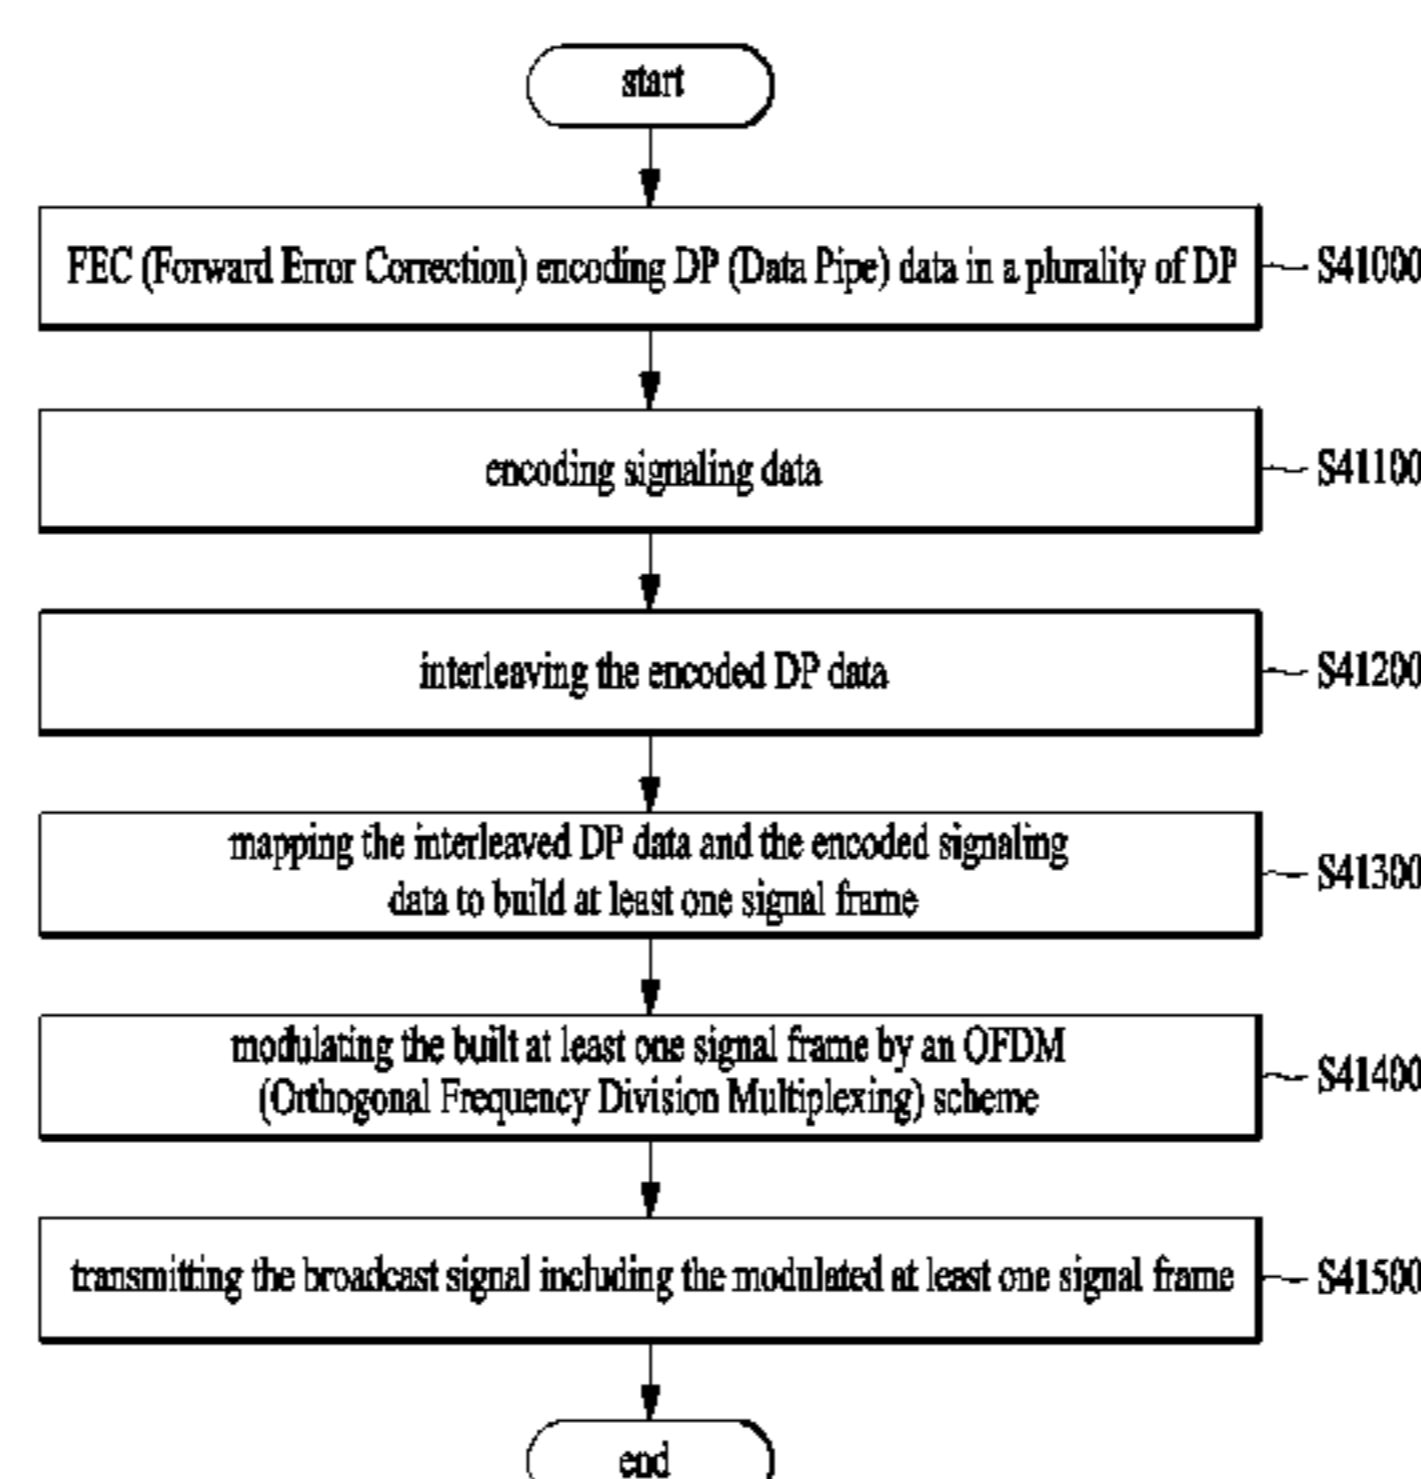 start
FEC (Forward Error Correction) encoding DP (Data Pipe) data in a plurality of DP
S41000
encoding signaling data
S41100
interleaving the encoded DP data
S41200
mapping the interleaved DP data and the encoded signaling
data to build at least one signal frame
S41300
modulating the built at least one signal frame by an OFDM
(Orthogonal Frequency Division Multiplexing) scheme
S41400
transmitting the broadcast signal including the modulated at least one signal frame
S41500
end